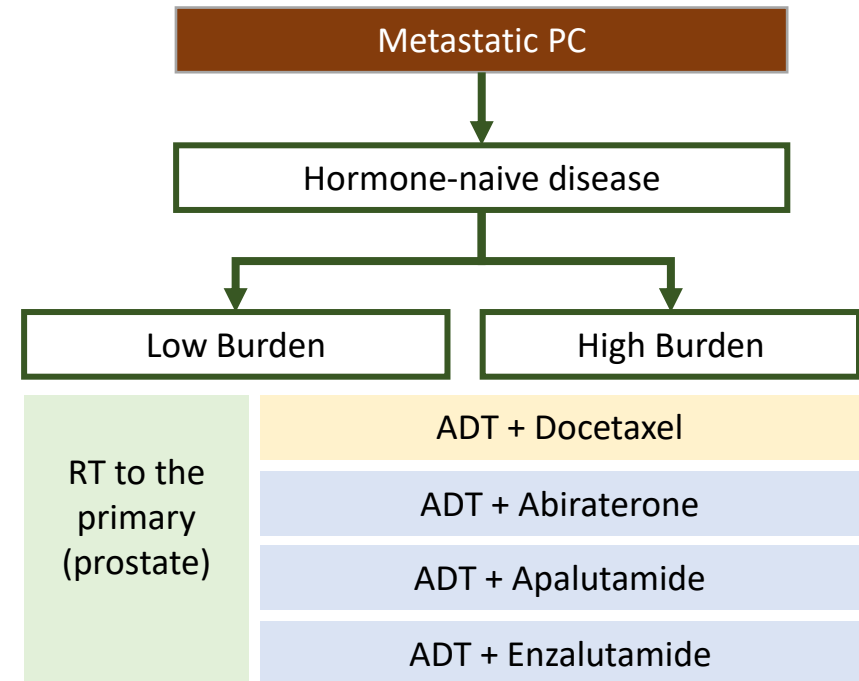 Metastatic PC
Hormone-naive disease
Low Burden
High Burden
RT to the
primary
(prostate)
ADT + Docetaxel
ADT + Abiraterone
ADT + Apalutamide
ADT + Enzalutamide